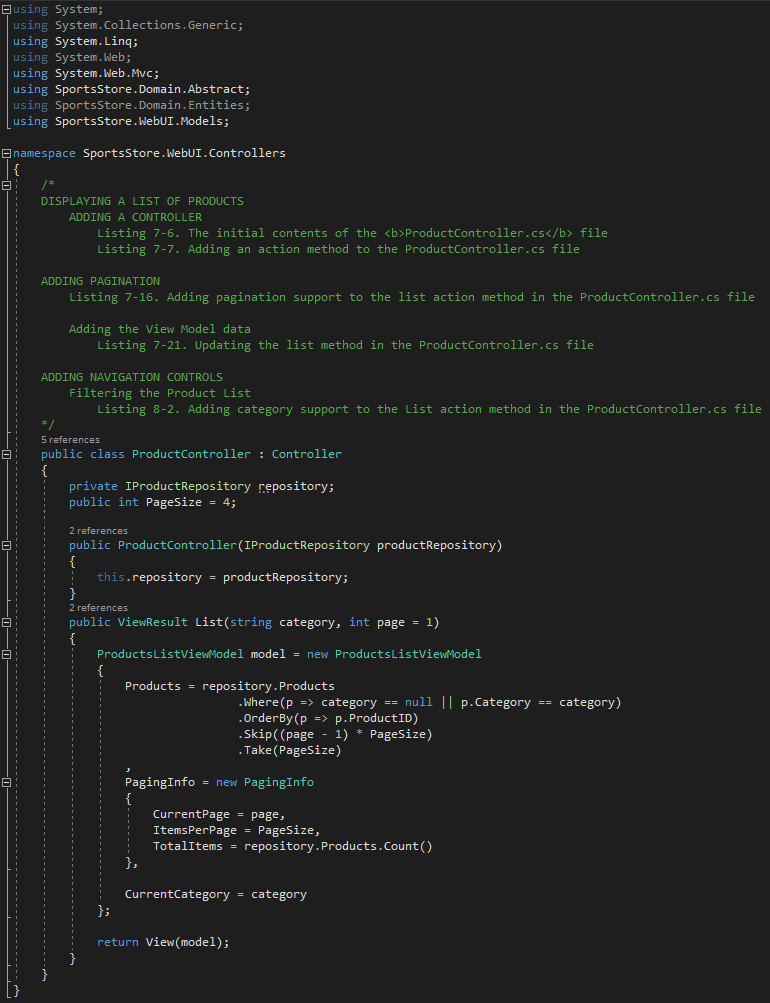 using System;
using System.Collections.Generic;
using System.Linq;
using System.Web;
using System.Web.Mvc;
using SportsStore.Domain.Abstract;
using SportsStore.Domain.Entities;
using SportsStore.WebUI.Models;

namespace SportsStore.WebUI.Controllers
{
    /*
    DISPLAYING A LIST OF PRODUCTS
        ADDING A CONTROLLER
            Listing 7-6. The initial contents of the <b>ProductController.cs</b> file
            Listing 7-7. Adding an action method to the ProductController.cs file

    ADDING PAGINATION
        Listing 7-16. Adding pagination support to the list action method in the ProductController.cs file

        Adding the View Model data
            Listing 7-21. Updating the list method in the ProductController.cs file

    ADDING NAVIGATION CONTROLS
        Filtering the Product List
            Listing 8-2. Adding category support to the List action method in the ProductController.cs file
    */
    5 references
    public class ProductController : Controller
    {
        private IProductRepository repository;
        public int PageSize = 4;

        2 references
        public ProductController(IProductRepository productRepository)
        {
            this.repository = productRepository;
        }
        2 references
        public ViewResult List(string category, int page = 1)
        {
            ProductsListViewModel model = new ProductsListViewModel
            {
                Products = repository.Products
                                .Where(p => category == null || p.Category == category)
                                .OrderBy(p => p.ProductID)
                                .Skip((page - 1) * PageSize)
                                .Take(PageSize)
                ,
                PagingInfo = new PagingInfo
                {
                    CurrentPage = page,
                    ItemsPerPage = PageSize,
                    TotalItems = repository.Products.Count()
                },

                CurrentCategory = category
            };

            return View(model);
        }
    }
}